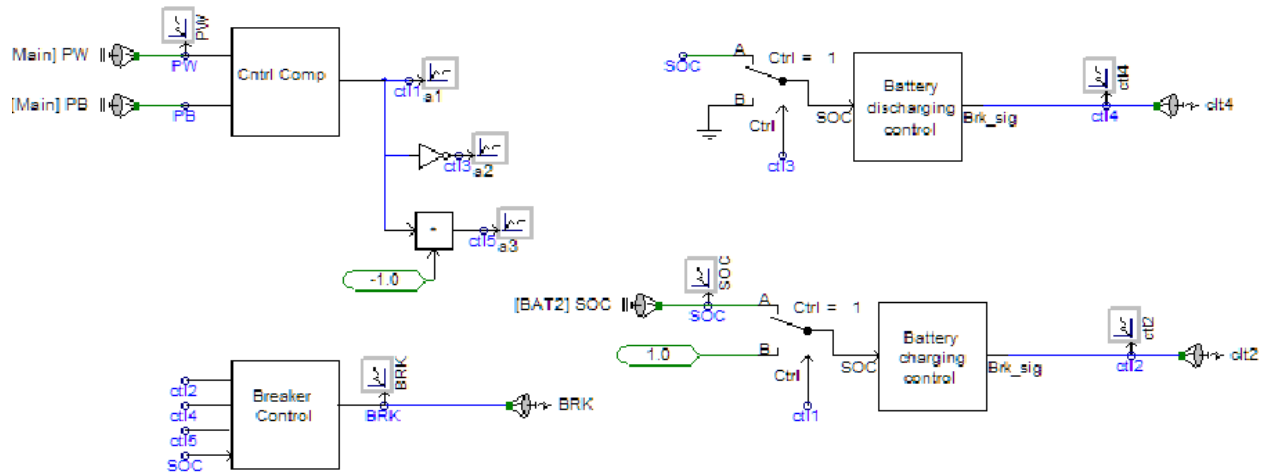 Main] PW
PW
PW
Cntrl Comp
[Main] PB
PB
ctl1
a1
ctl3
a2
-
ctl5
a3
-1.0
SOC
A
Ctrl = 1
B
Ctrl
ctl3
SOC
Battery
discharging
control
Brk_sig
ctl4
ctl4
clt4
[BAT2] SOC
SOC
SOC
A
Ctrl = 1
1.0
B
Ctrl
ctl1
SOC
Battery
charging
control
Brk_sig
ctl2
ctl2
clt2
ctl2
ctl4
ctl5
SOC
Breaker
Control
BRK
BRK
BRK